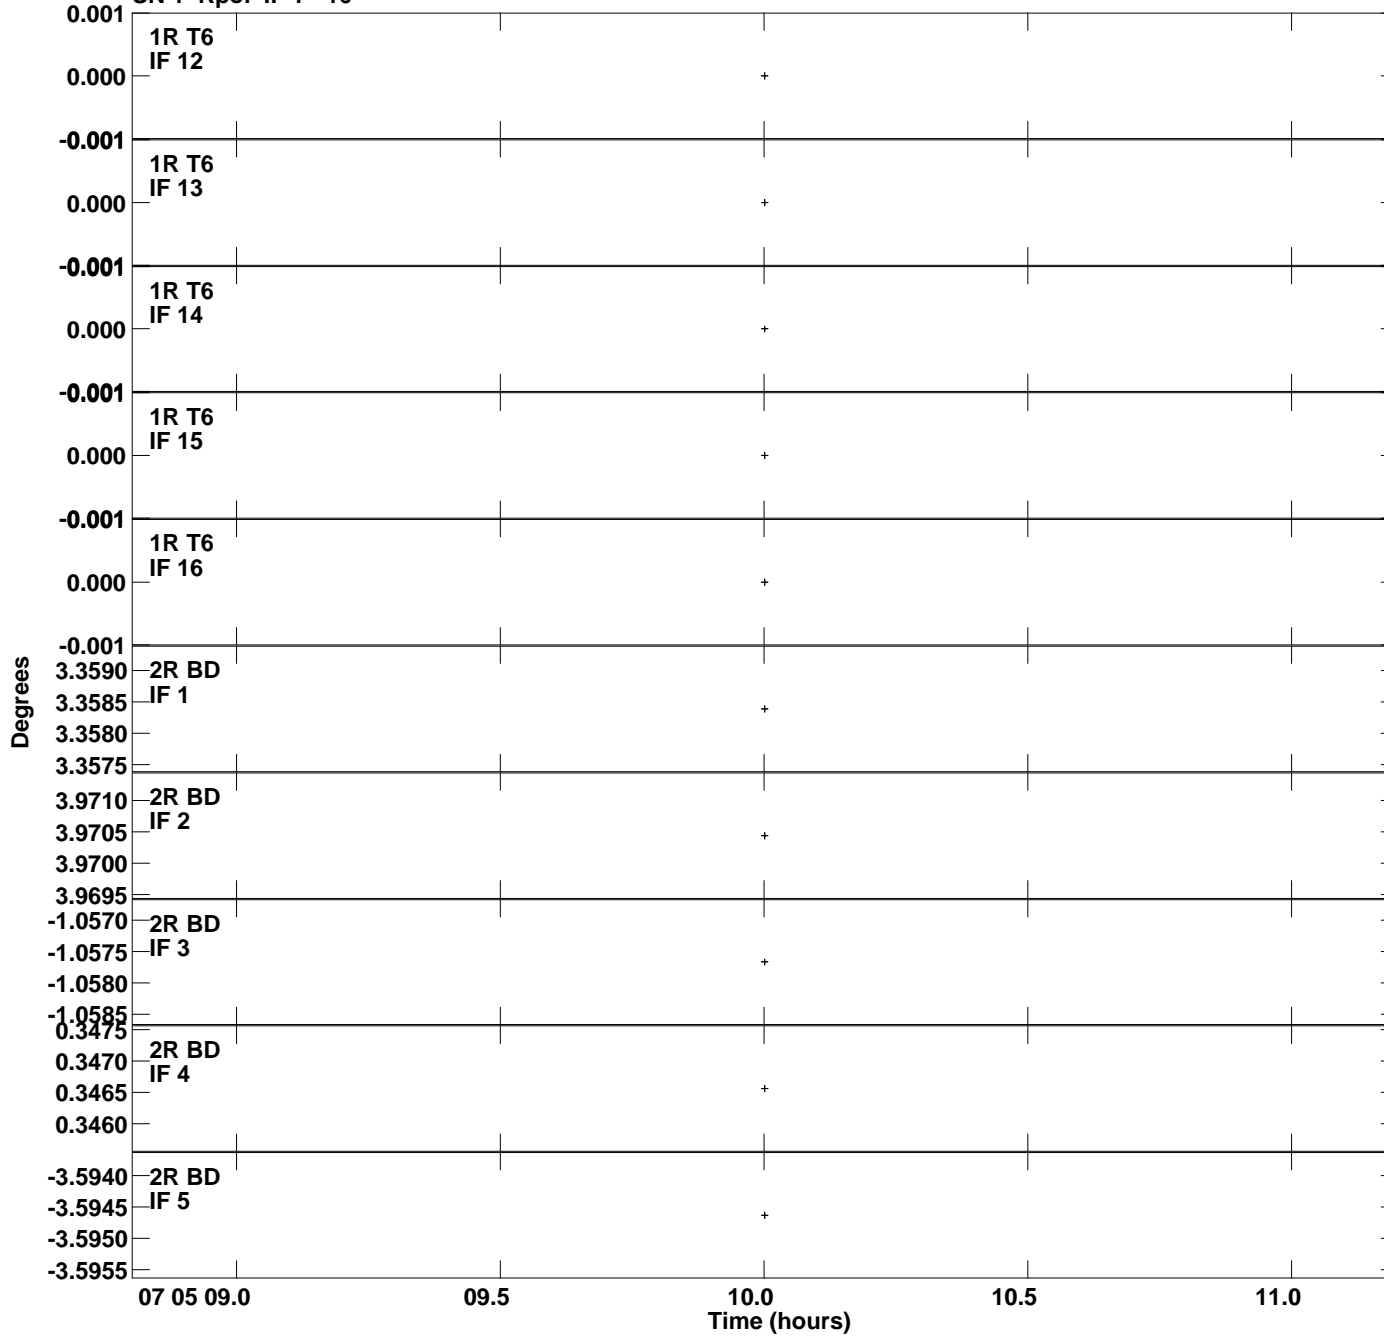 0.001
1R T6
IF 12
0.000
-0.001
1R T6
IF 13
0.000
-0.001
1R T6
IF 14
0.000
-0.001
1R T6
IF 15
0.000
-0.001
1R T6
IF 16
0.000
-0.001
Degrees
2R BD
IF 1
3.3590
3.3585
3.3580
3.3575
2R BD
IF 2
3.9710
3.9705
3.9700
3.9695
2R BD
IF 3
-1.0570
-1.0575
-1.0580
-1.0585
0.3475
2R BD
IF 4
0.3470
0.3465
0.3460
2R BD
IF 5
-3.5940
-3.5945
-3.5950
-3.5955
07 05 09.0 09.5 10.0 10.5 11.0
Time (hours)